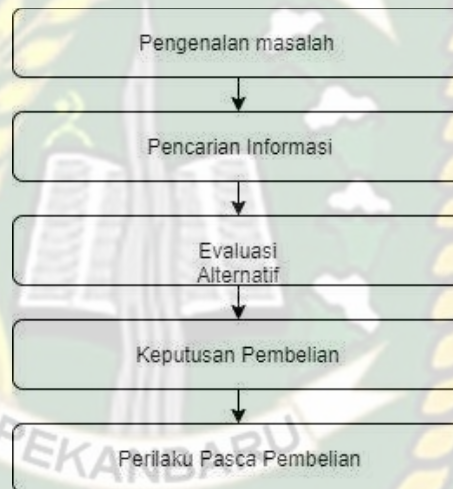 Pengenalan masalah
Pencarian Informasi
Evaluasi
Alternatif
Keputusan Pembelian
PEKANBARU
Perilaku Pasca Pembelian